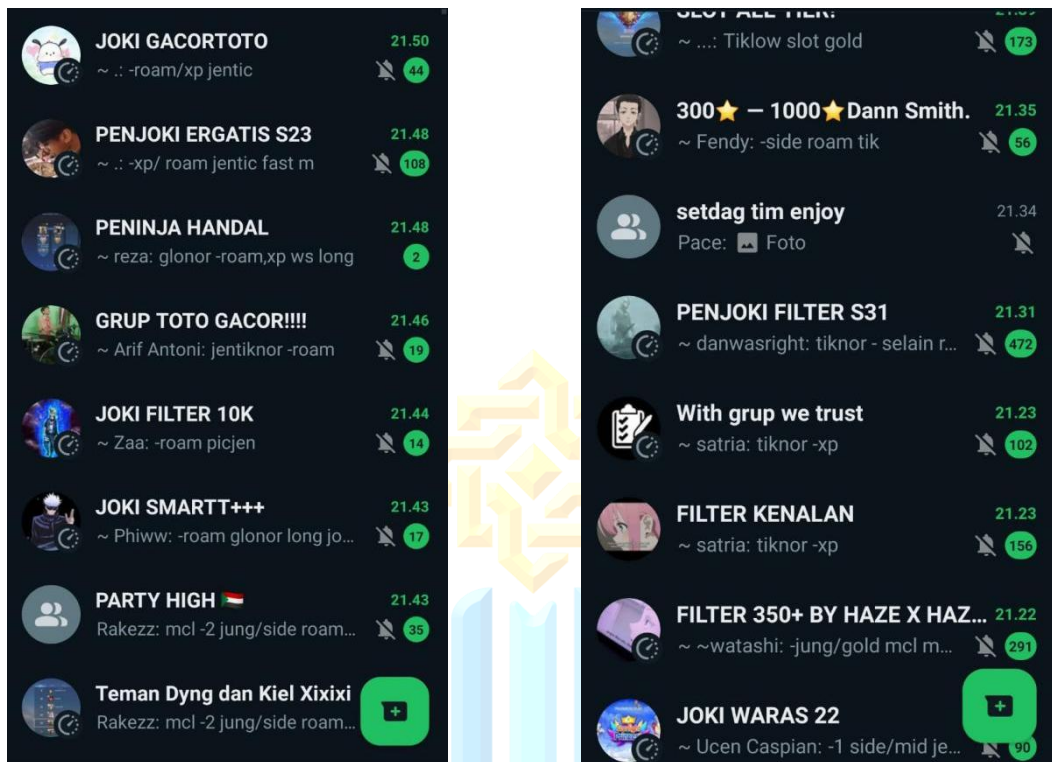 JOKI GACORTOTO 21.50
~ .: -roam/xp jentic 44
PENJOKI ERGATIS S23 21.48
~ .: -xp/ roam jentic fast m 108
PENINJA HANDAL 21.48
~ reza: glonor -roam,xp ws long 2
GRUP TOTO GACOR!!!! 21.46
~ Arif Antoni: jentiknor -roam 19
JOKI FILTER 10K 21.44
~ Zaa: -roam picjen 14
JOKI SMARTT+++ 21.43
~ Phiww: -roam glonor long jo... 17
PARTY HIGH 🇸🇩 21.43
Rakezz: mcl -2 jung/side roam... 35
Teman Dyng dan Kiel Xixixi
Rakezz: mcl -2 jung/side roam...
SLOT ALL TIER!
~ ...: Tiklow slot gold 173
300⭐ — 1000⭐Dann Smith. 21.35
~ Fendy: -side roam tik 56
setdag tim enjoy 21.34
Pace: Foto
PENJOKI FILTER S31 21.31
~ danwasright: tiknor - selain r... 472
With grup we trust 21.23
~ satria: tiknor -xp 102
FILTER KENALAN 21.23
~ satria: tiknor -xp 156
FILTER 350+ BY HAZE X HAZ... 21.22
~ ~watashi: -jung/gold mcl m... 291
JOKI WARAS 22
~ Ucen Caspian: -1 side/mid je... 90